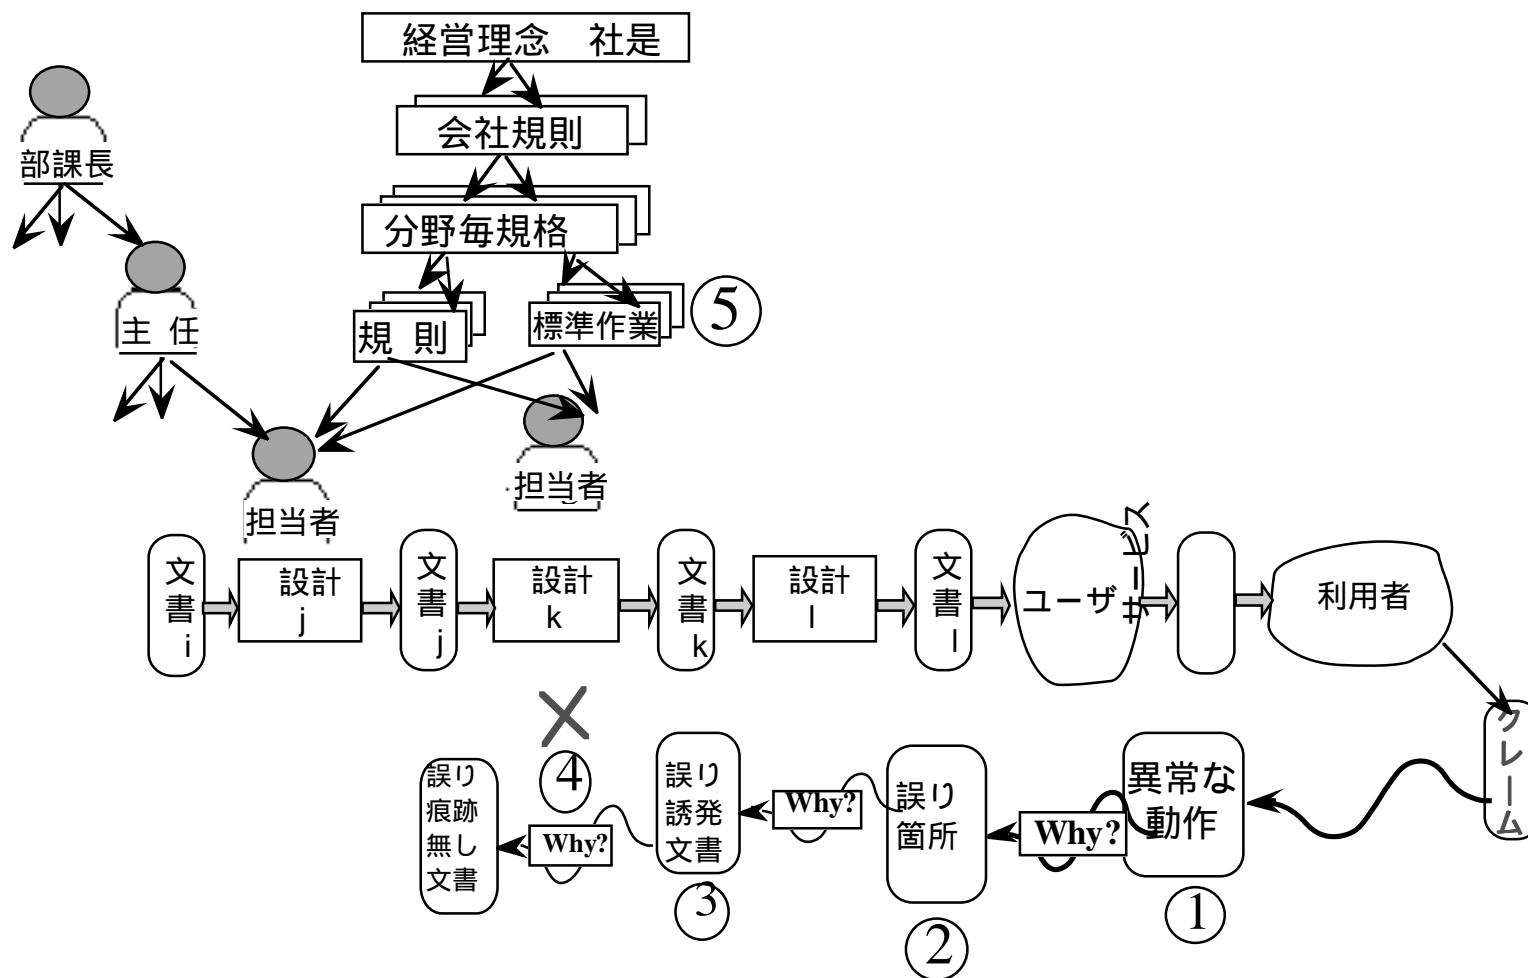 経営理念　社是
会社規則
分野毎規格
部課長
主 任
規 則
標準作業
5
担当者
担当者
文書i
設計
j
文書j
設計
k
文書k
設計
l
文書l
ユーザ
サービス
利用者
クレーム
異常な
動作
1
Why?
誤り
箇所
2
Why?
誤り
誘発
文書
3
Why?
4
誤り
痕跡
無し
文書